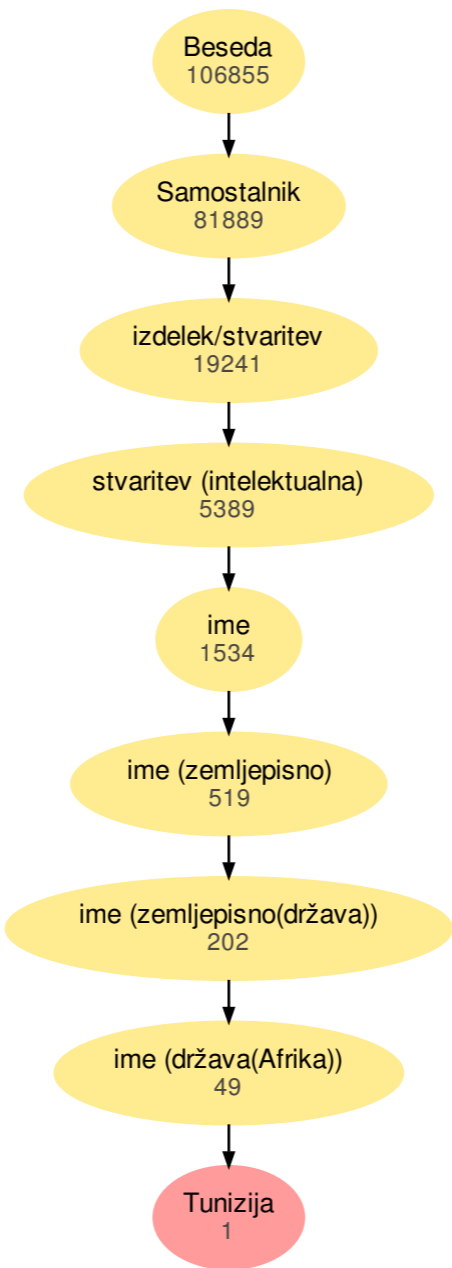 Beseda
106855
Samostalnik
81889
izdelek/stvaritev
19241
stvaritev (intelektualna)
5389
ime
1534
ime (zemljepisno)
519
ime (zemljepisno(država))
202
ime (država(Afrika))
49
Tunizija
1